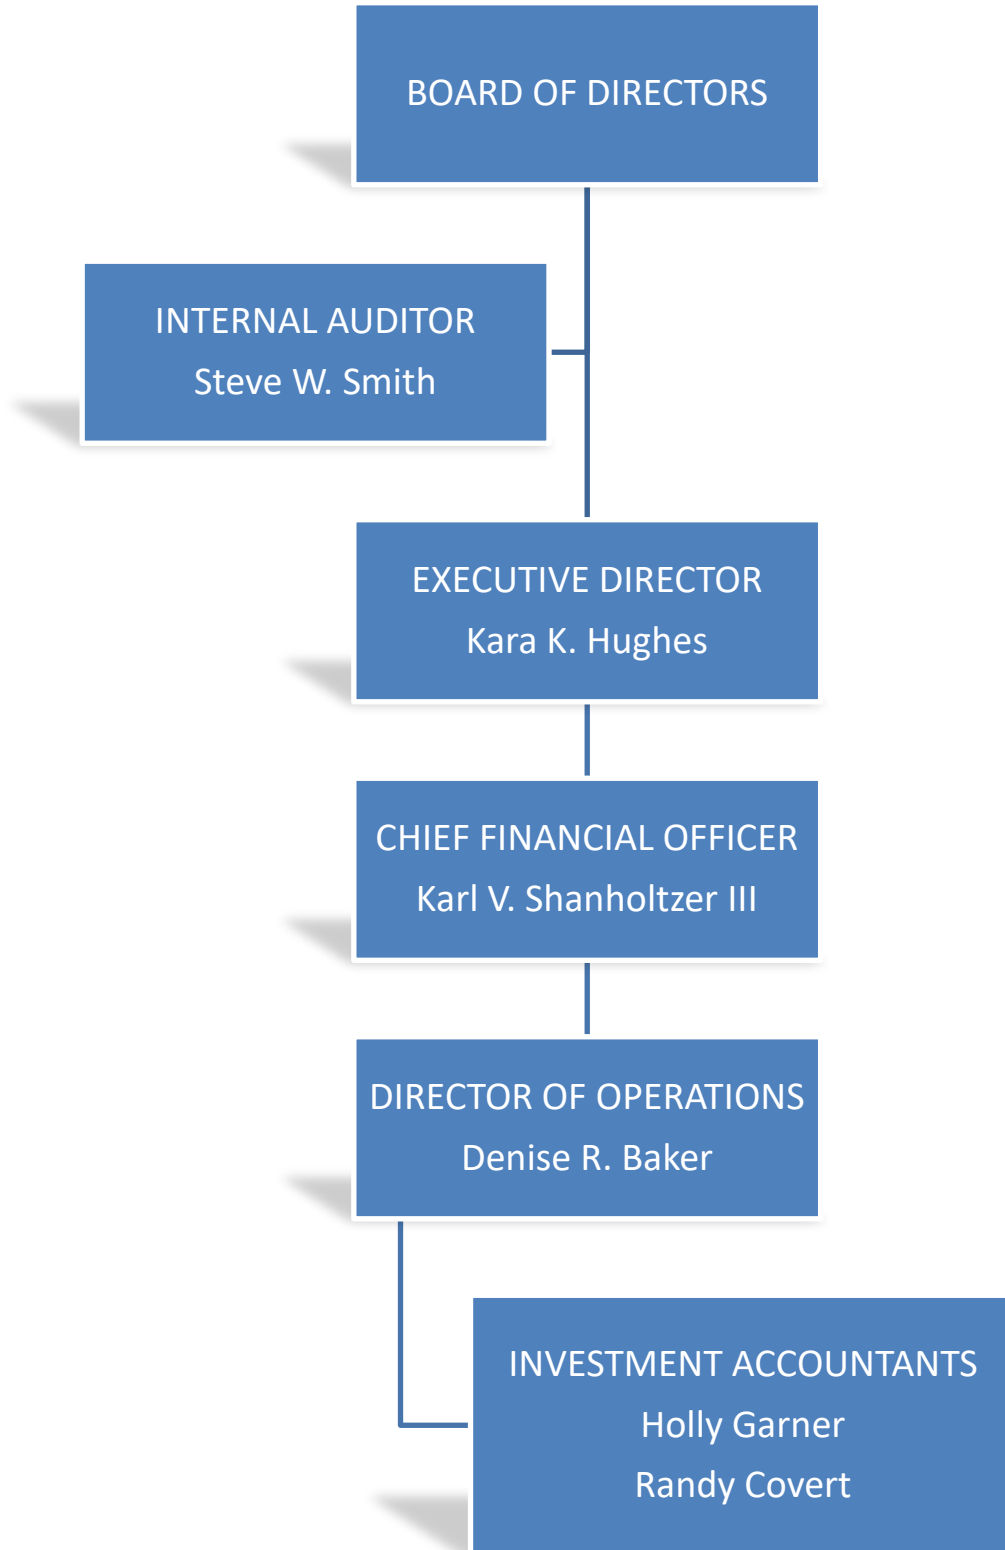 BOARD OF DIRECTORS
INTERNAL AUDITOR
Steve W. Smith
EXECUTIVE DIRECTOR
Kara K. Hughes
CHIEF FINANCIAL OFFICER
Karl V. Shanholtzer III
DIRECTOR OF OPERATIONS
Denise R. Baker
INVESTMENT ACCOUNTANTS
Holly Garner
Randy Covert